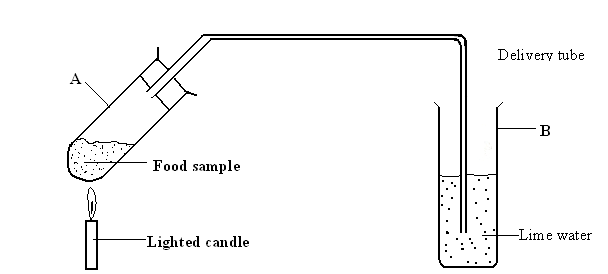 Delivery tube
A
B
Food sample
Lime water
Lighted candle